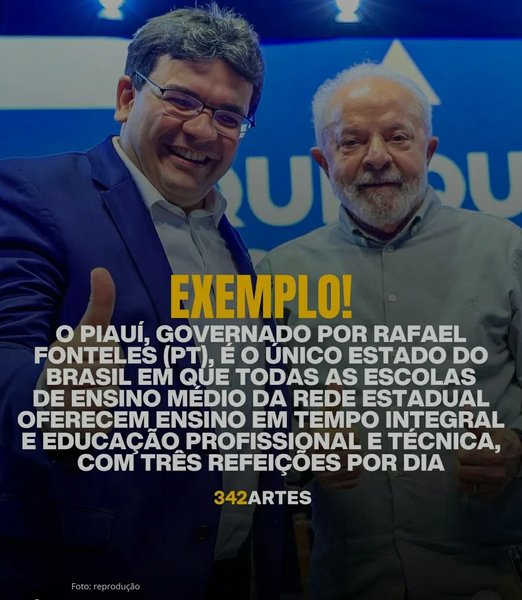 QUE
QU
EXEMPLO!
O PIAUÍ, GOVERNADO POR RAFAEL
FONTELES (PT), É O ÚNICO ESTADO DO
BRASIL EM QUE TODAS AS ESCOLAS
DE ENSINO MÉDIO DA REDE ESTADUAL
OFERECEM ENSINO EM TEMPO INTEGRAL
E EDUCAÇÃO PROFISSIONAL E TÉCNICA,
COM TRÊS REFEIÇÕES POR DIA
342ARTES
Foto: reprodução